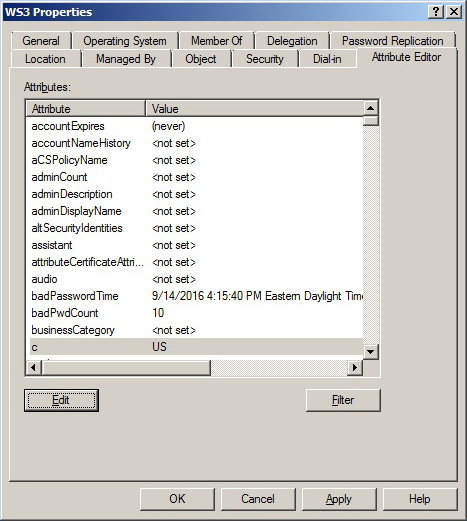 WS3 Properties
General Operating System Member Of Delegation Password Replication
Location Managed By Object Security Dial-in Attribute Editor
Attributes:
Attribute Value
accountExpires (never)
accountNameHistory <not set>
aCSPolicyName <not set>
adminCount <not set>
adminDescription <not set>
adminDisplayName <not set>
altSecurityIdentities <not set>
assistant <not set>
attributeCertificateAttri... <not set>
audio <not set>
badPasswordTime 9/14/2016 4:15:40 PM Eastern Daylight Time
badPwdCount 10
businessCategory <not set>
c US
Edit Filter
OK Cancel Apply Help